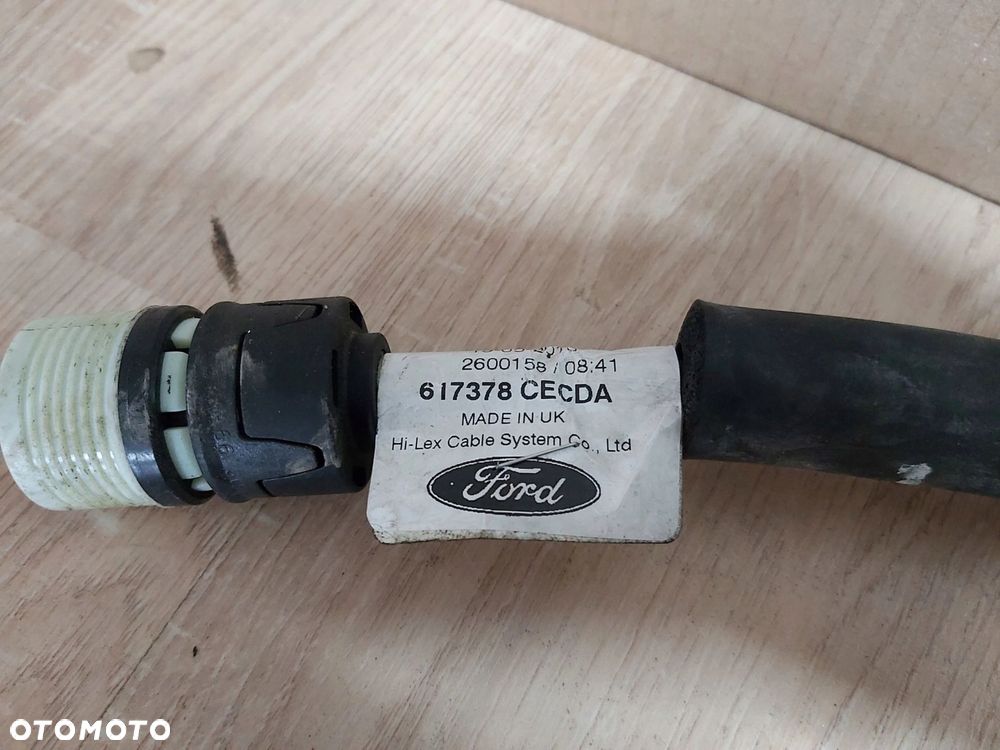 2600158 / 08:41
617378 CECDA
MADE IN UK
Hi-Lex Cable System Co., Ltd
Ford
OTOMOTO